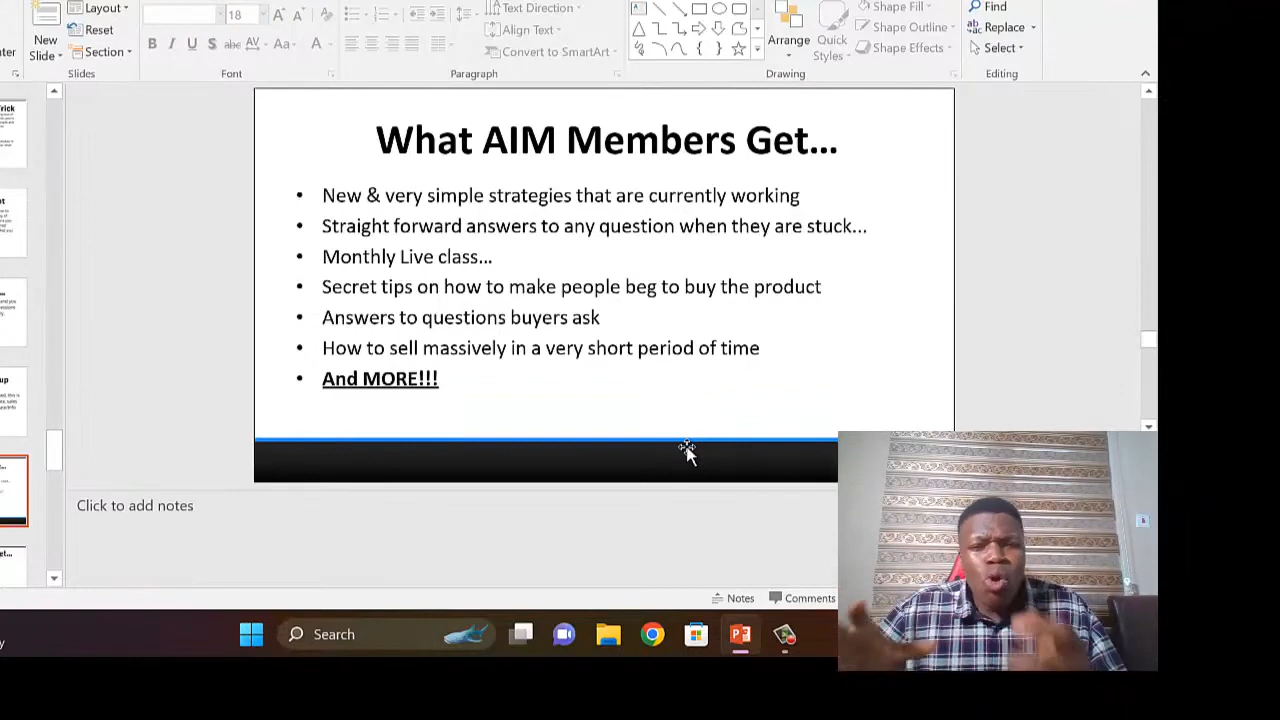 Layout
Reset
Section
New
Slide
Slides
18
B I U S abc AV Aa A
Font
Text Direction
Align Text
Convert to SmartArt
Paragraph
Arrange
Quick
Styles
Shape Fill
Shape Outline
Shape Effects
Drawing
Find
Replace
Select
Editing
What AIM Members Get...
• New & very simple strategies that are currently working
• Straight forward answers to any question when they are stuck...
• Monthly Live class...
• Secret tips on how to make people beg to buy the product
• Answers to questions buyers ask
• How to sell massively in a very short period of time
• And MORE!!!
Click to add notes
Notes
Comments
Search